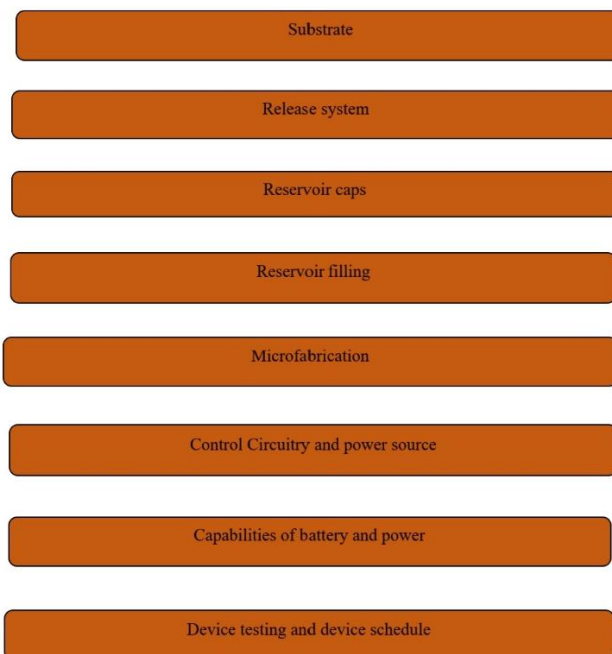 Substrate
Release system
Reservoir caps
Reservoir filling
Microfabrication
Control Circuitry and power source
Capabilities of battery and power
Device testing and device schedule